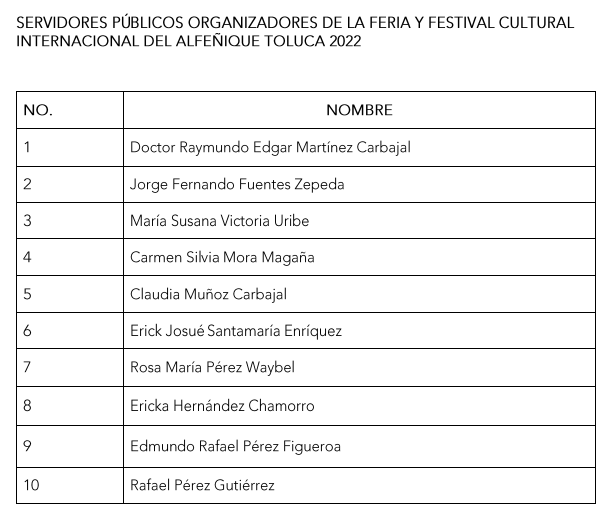 SERVIDORES PÚBLICOS ORGANIZADORES DE LA FERIA Y FESTIVAL CULTURAL
INTERNACIONAL DEL ALFEÑIQUE TOLUCA 2022
NO. NOMBRE
1 Doctor Raymundo Edgar Martínez Carbajal
2 Jorge Fernando Fuentes Zepeda
3 María Susana Victoria Uribe
4 Carmen Silvia Mora Magaña
5 Claudia Muñoz Carbajal
6 Erick Josué Santamaría Enríquez
7 Rosa María Pérez Waybel
8 Ericka Hernández Chamorro
9 Edmundo Rafael Pérez Figueroa
10 Rafael Pérez Gutiérrez